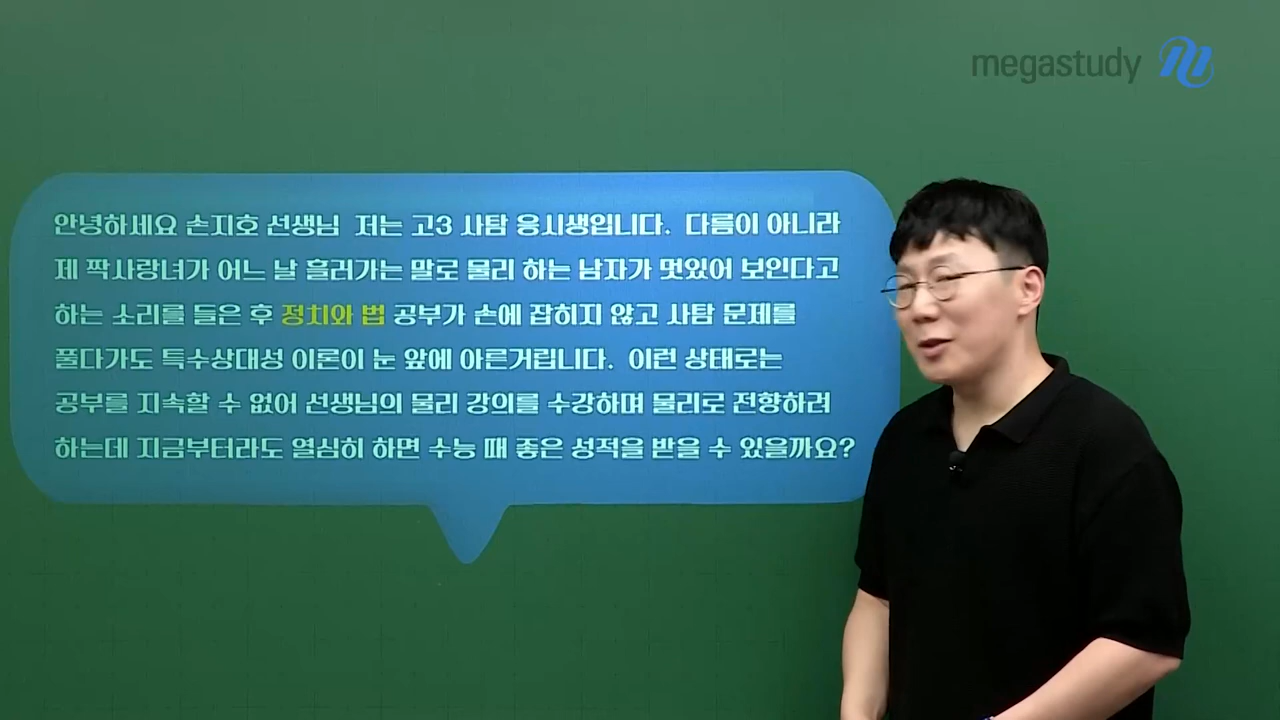 megastudy
안녕하세요 손지호 선생님 저는 고3 사탐 응시생입니다. 다름이 아니라
제 짝사랑녀가 어느 날 흘러가는 말로 물리 하는 남자가 멋있어 보인다고
하는 소리를 들은 후 정치와 법 공부가 손에 잡히지 않고 사탐 문제를
풀다가도 특수상대성 이론이 눈 앞에 아른거립니다. 이런 상태로는
공부를 지속할 수 없어 선생님의 물리 강의를 수강하며 물리로 전향하려
하는데 지금부터라도 열심히 하면 수능 때 좋은 성적을 받을 수 있을까요?